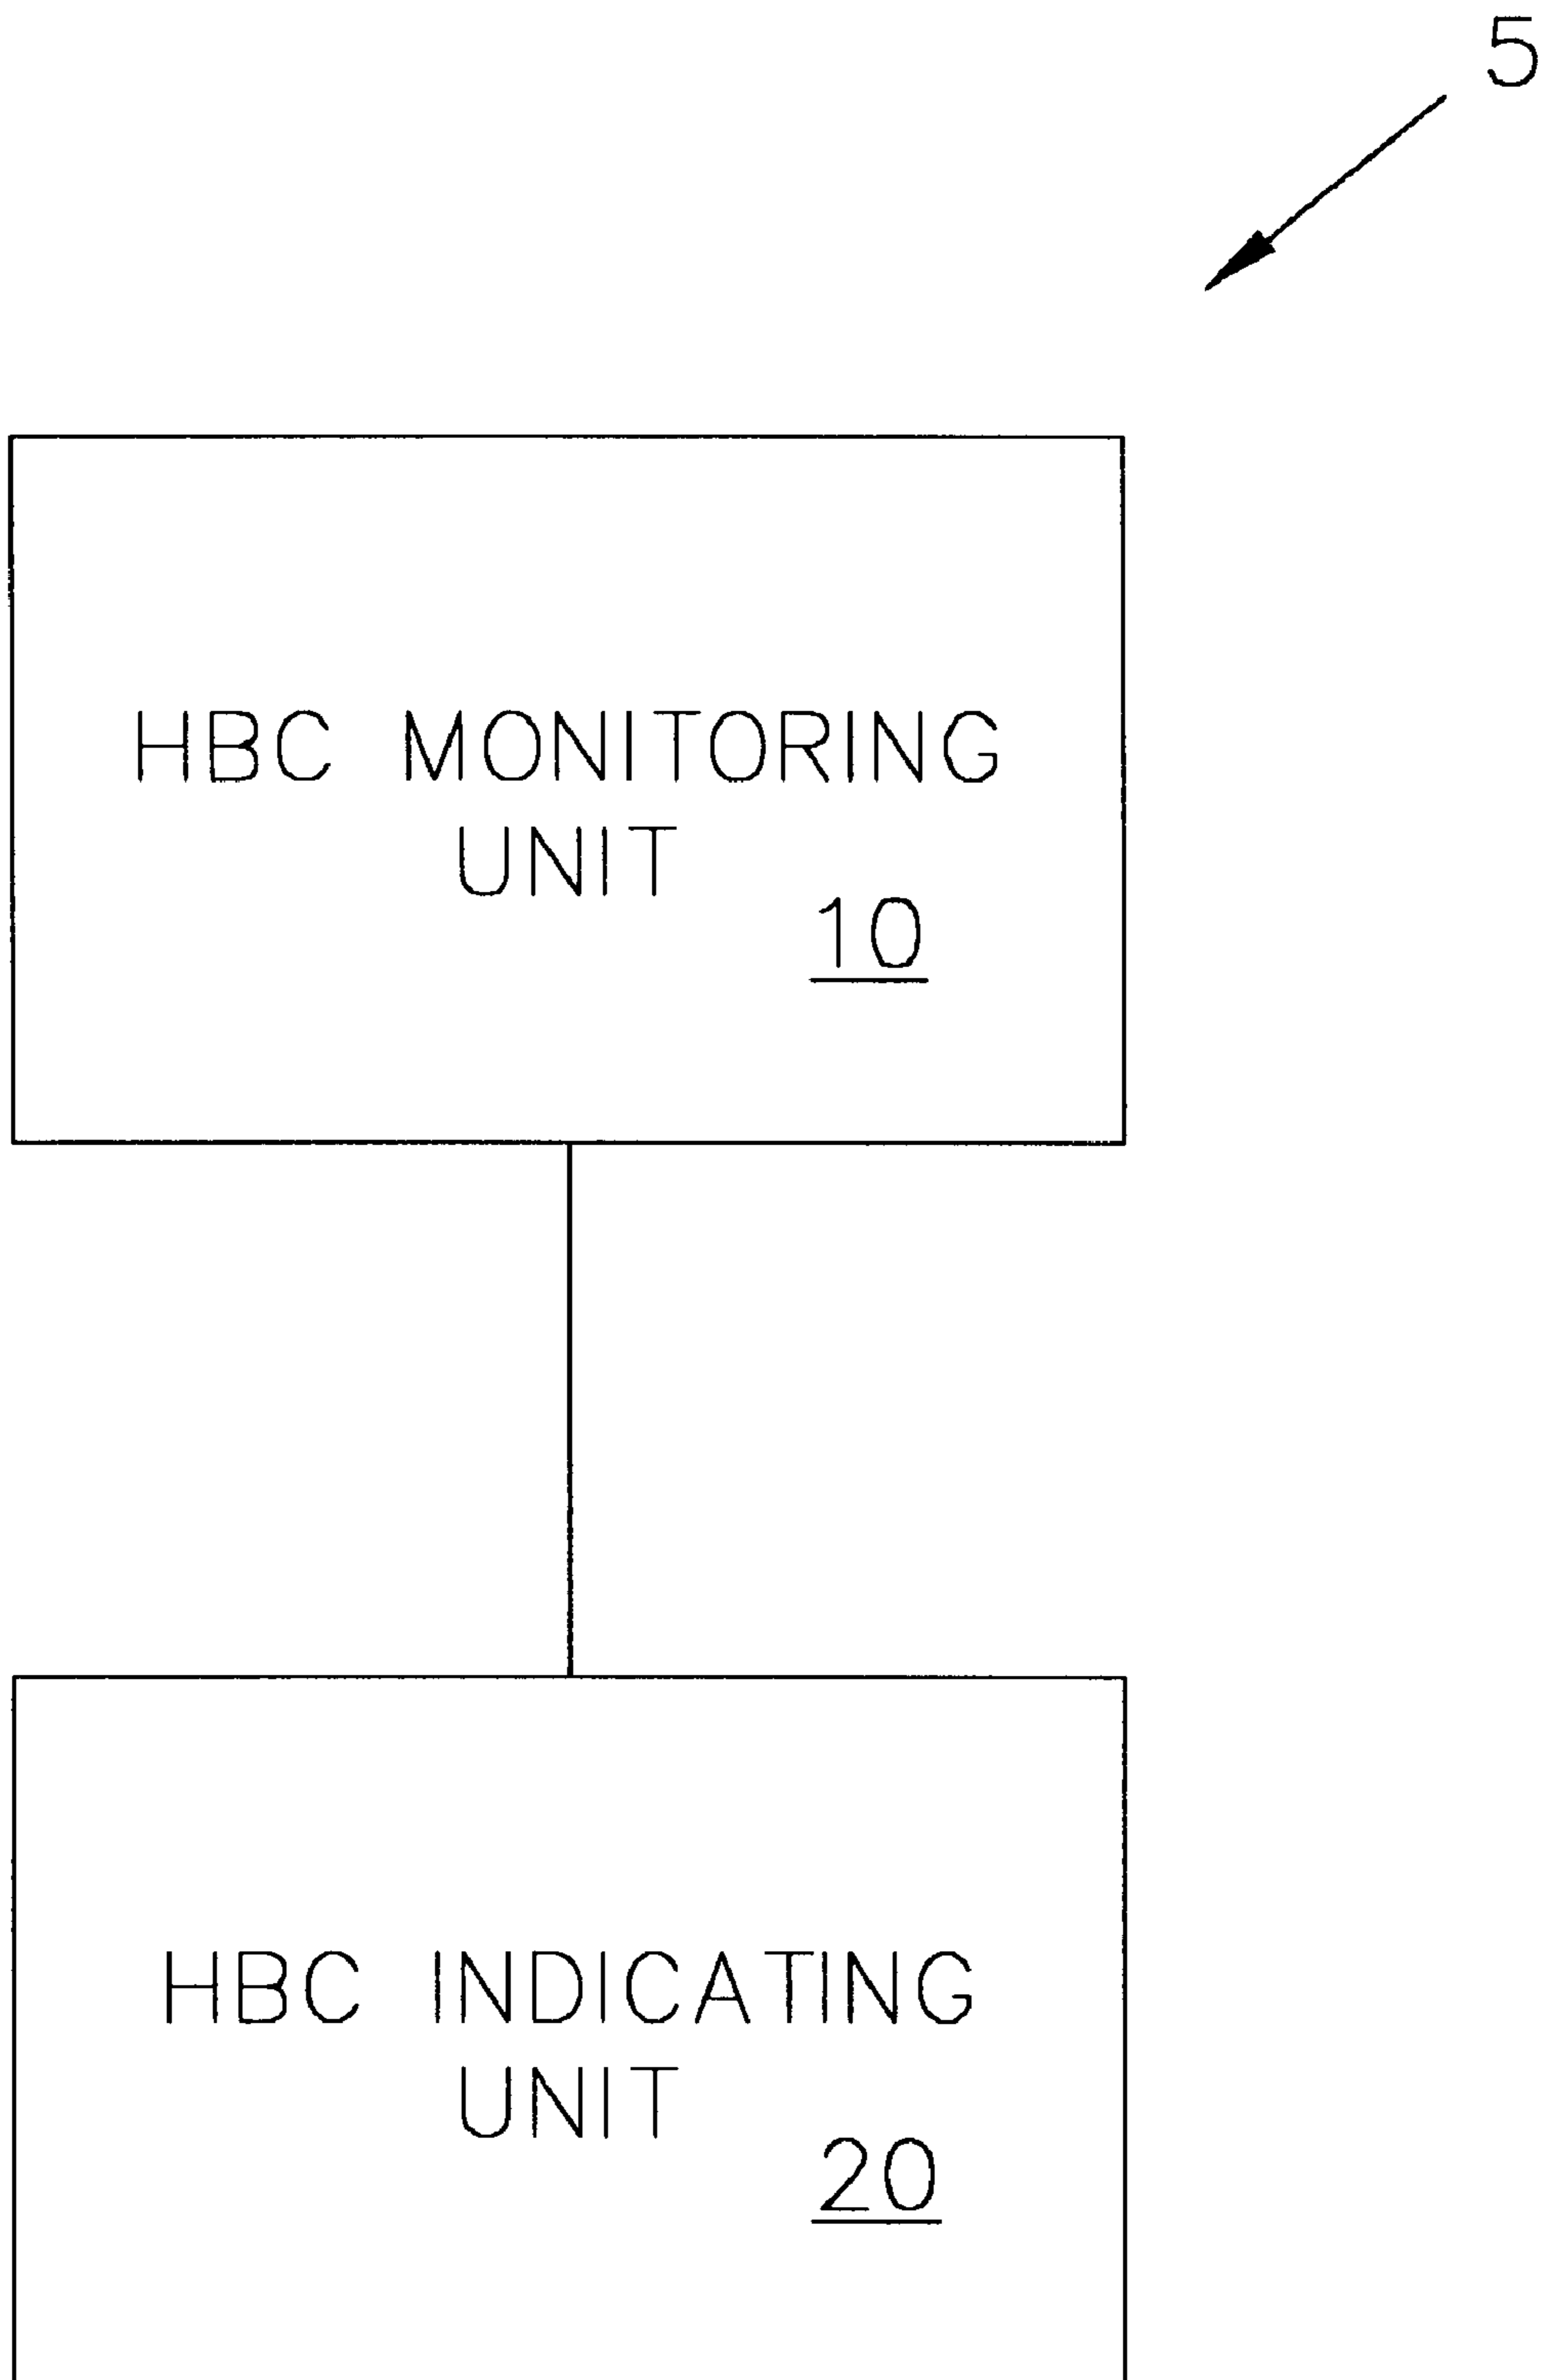 5
HBC MONITORING
UNIT
10
HBC INDICATING
UNIT
20